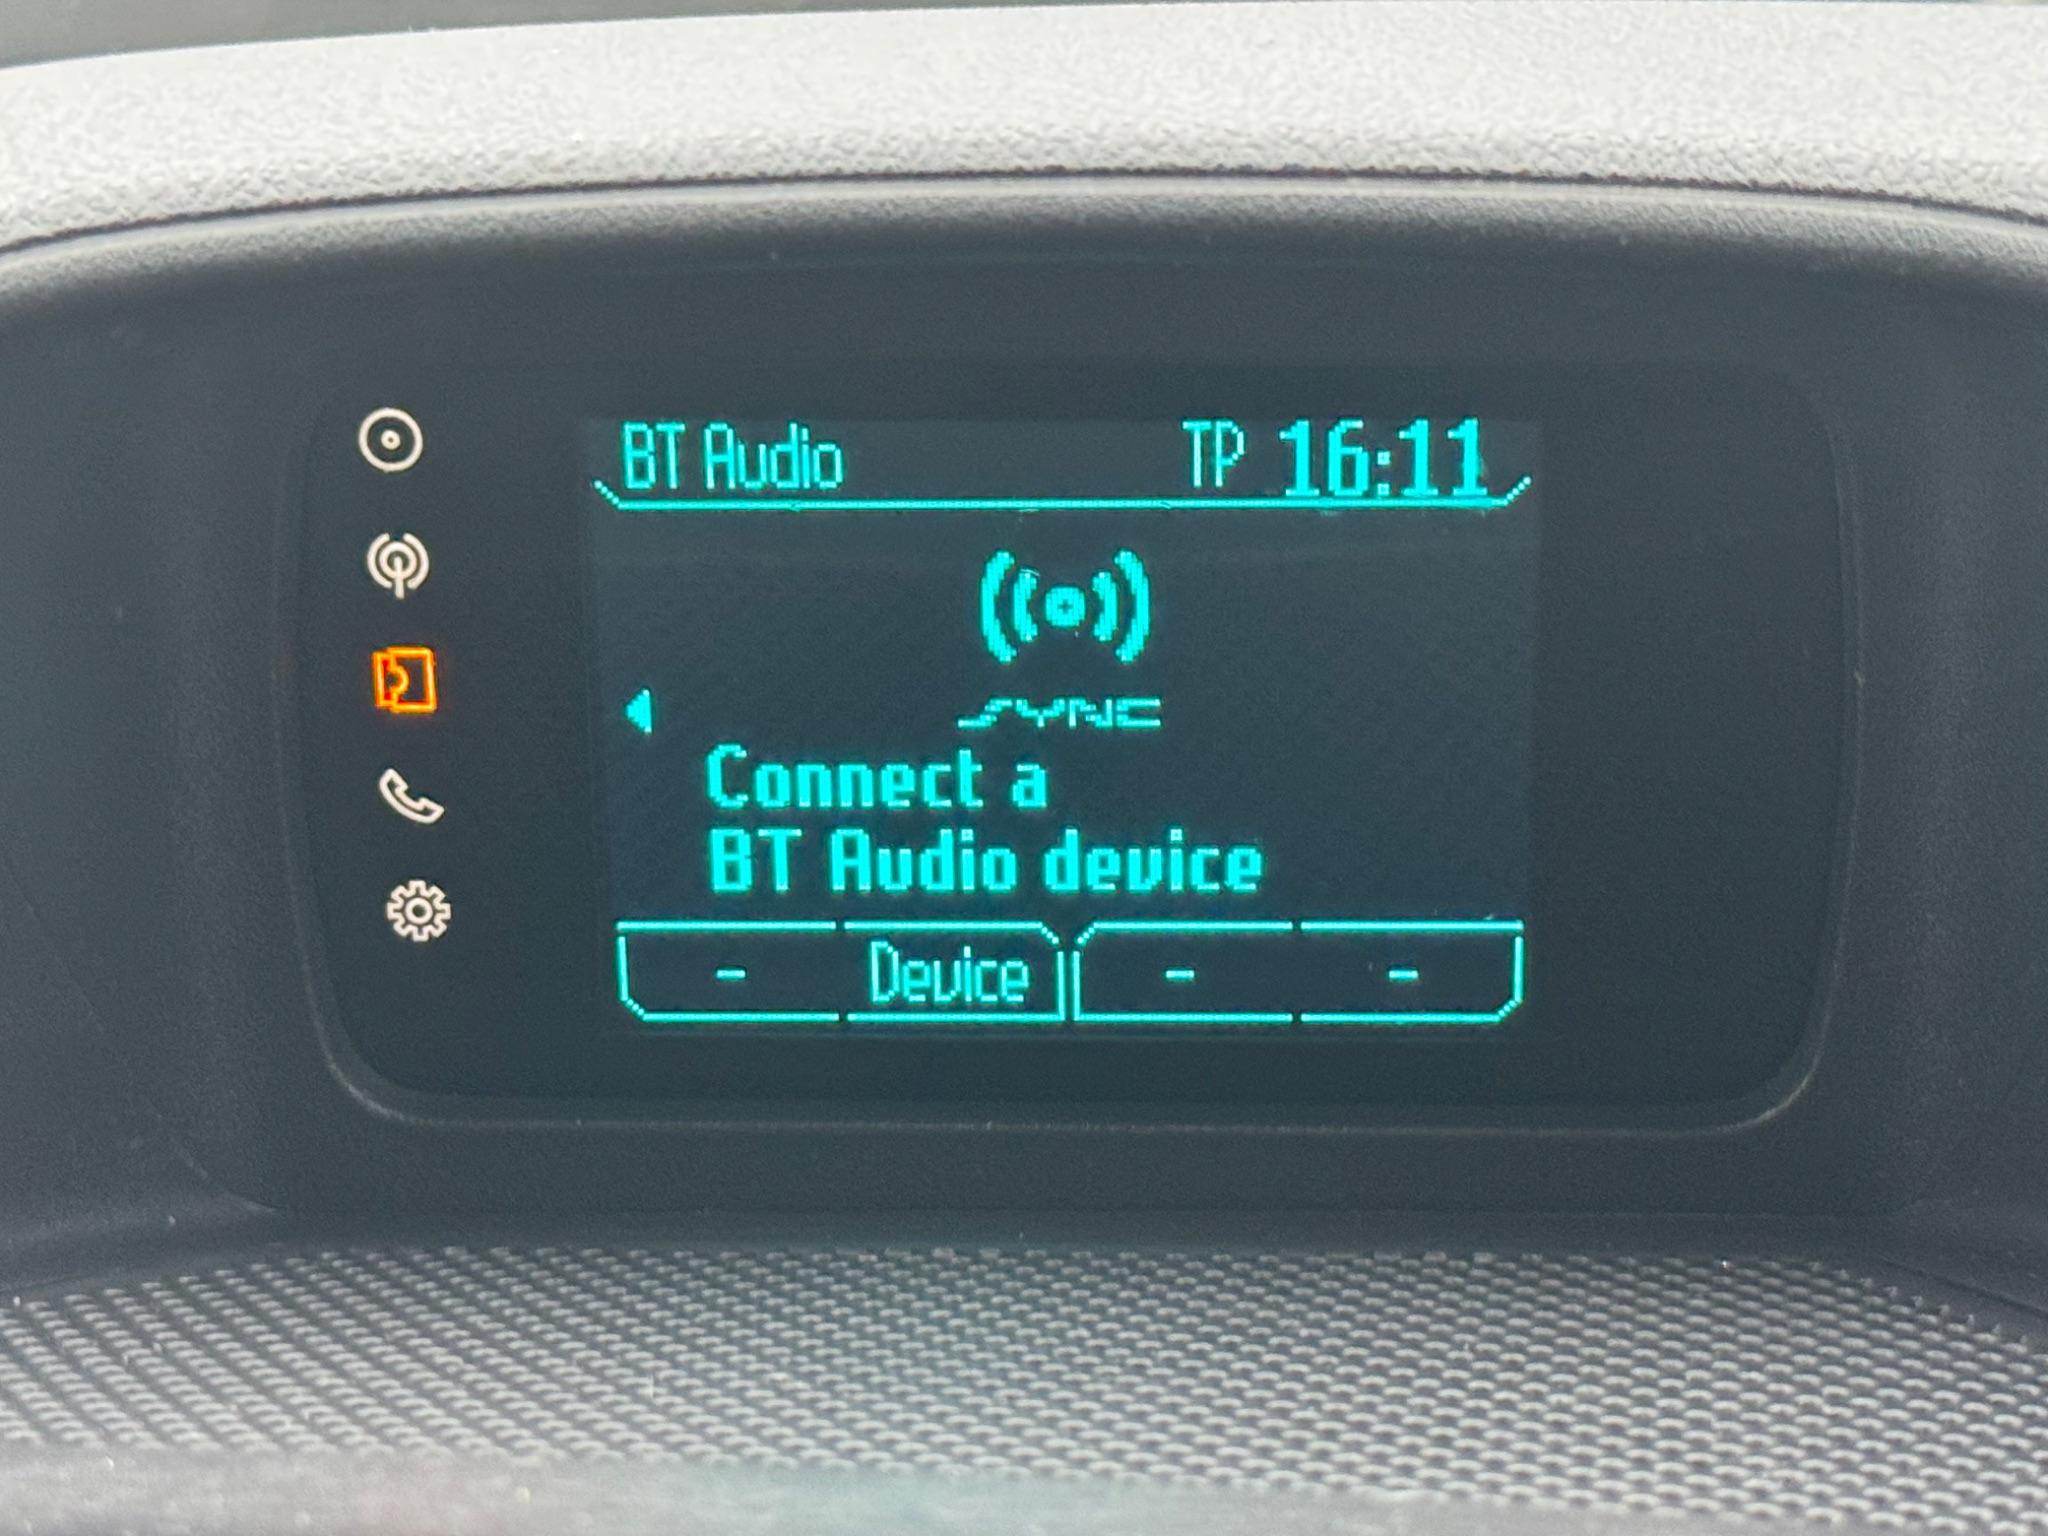 BT Audio TP 16:11
SYNC
Connect a
BT Audio device
- Device - -